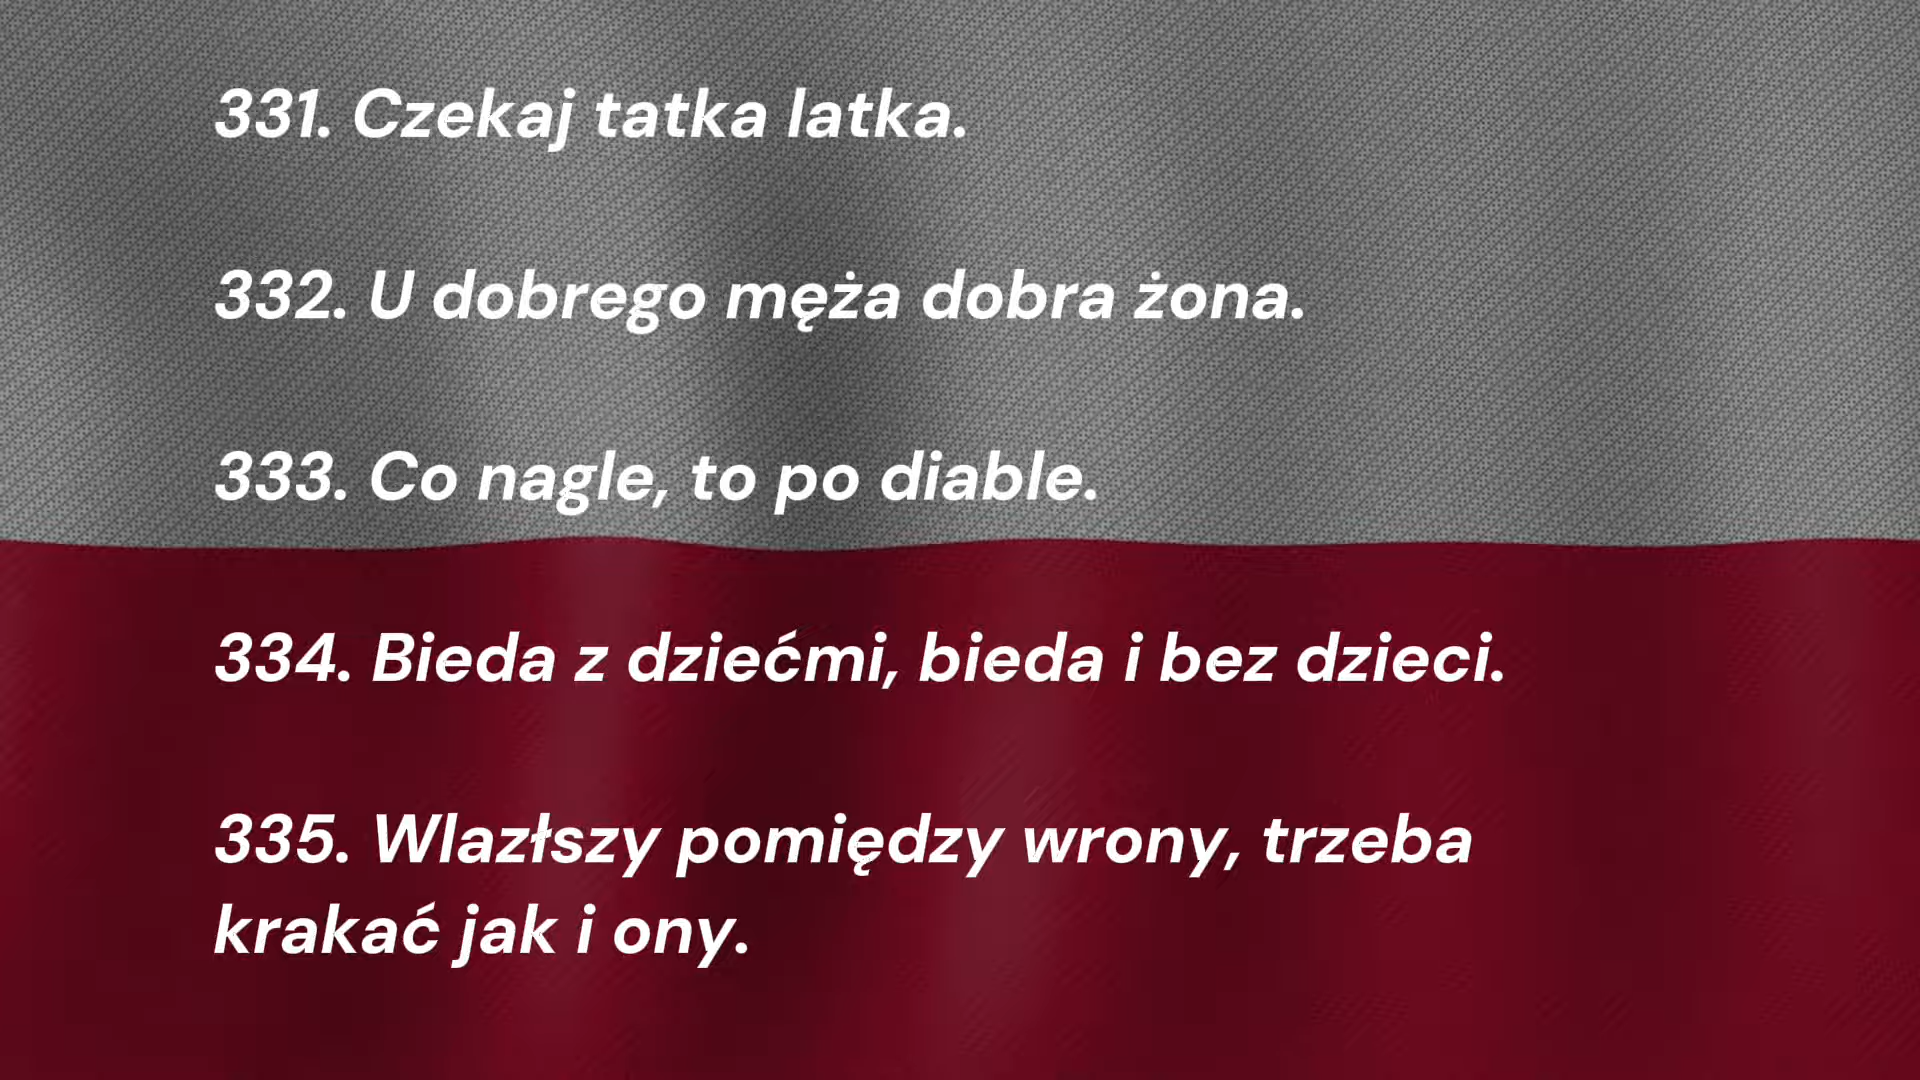 331. Czekaj tatka latka.
332. U dobrego męża dobra żona.
333. Co nagle, to po diable.
334. Bieda z dziećmi, bieda i bez dzieci.
335. Wlazłszy pomiędzy wrony, trzeba
krakać jak i ony.